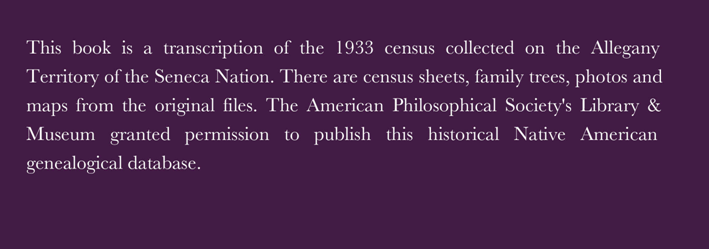 This book is a transcription of the 1933 census collected on the Allegany
Territory of the Seneca Nation. There are census sheets, family trees, photos and
maps from the original files. The American Philosophical Society's Library &
Museum granted permission to publish this historical Native American
genealogical database.